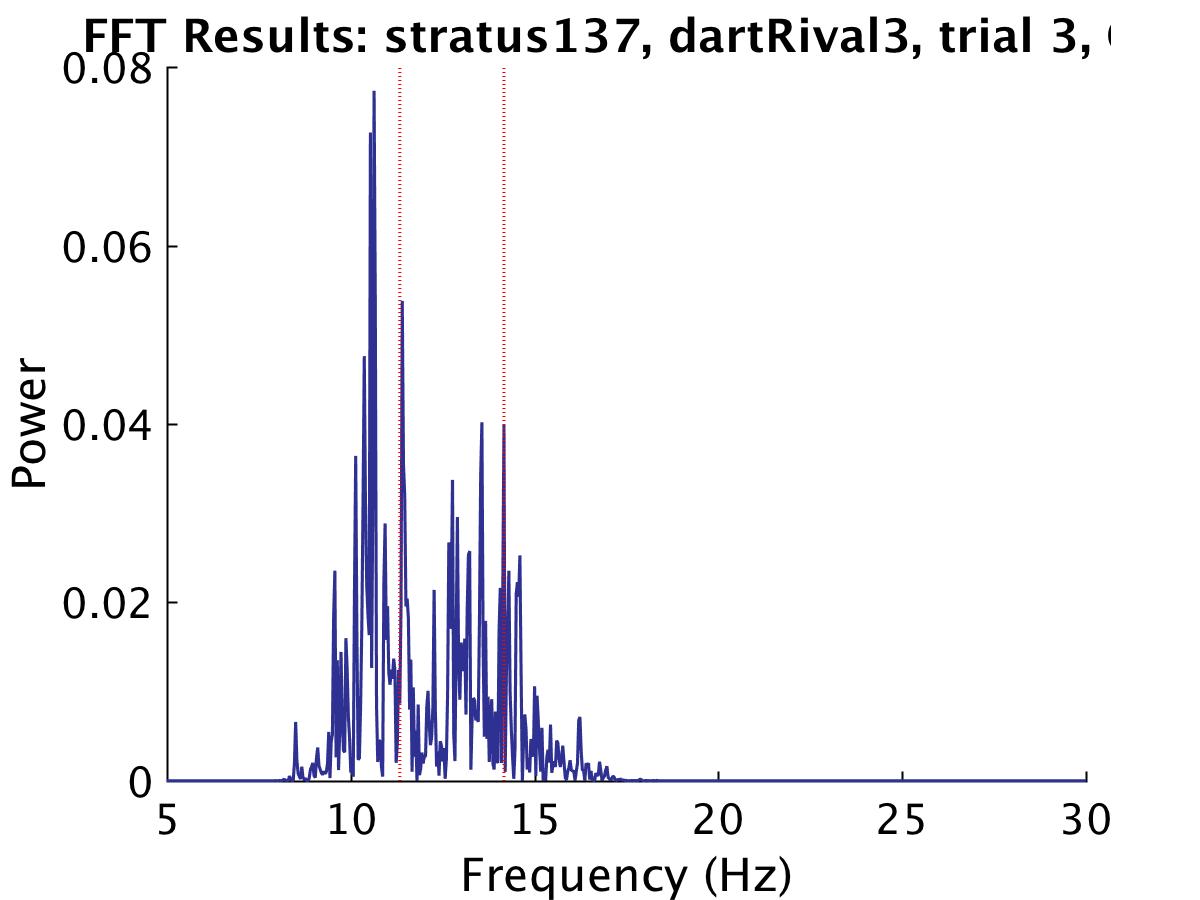 FFT Results: stratus137, dartRival3, trial 3,
0.08
0.06
0.04
0.02
0
Power
5 10 15 20 25 30
Frequency (Hz)